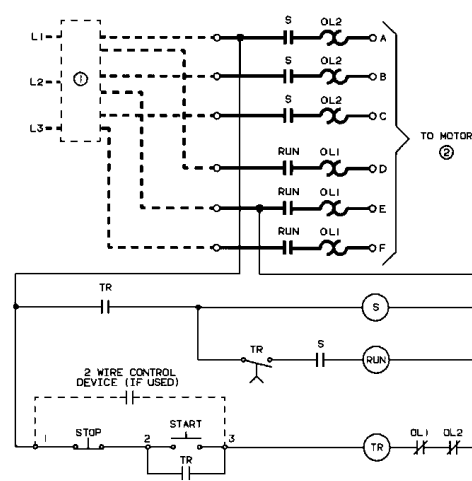 S OL2
L1 A
①
S OL2
L2 B
S OL2
L3 C
TO MOTOR
②
RUN OL1
D
RUN OL1
E
RUN OL1
F
TR
S
TR S
RUN
2 WIRE CONTROL
DEVICE (IF USED)
1 STOP 2 START 3
TR OL1 OL2
TR